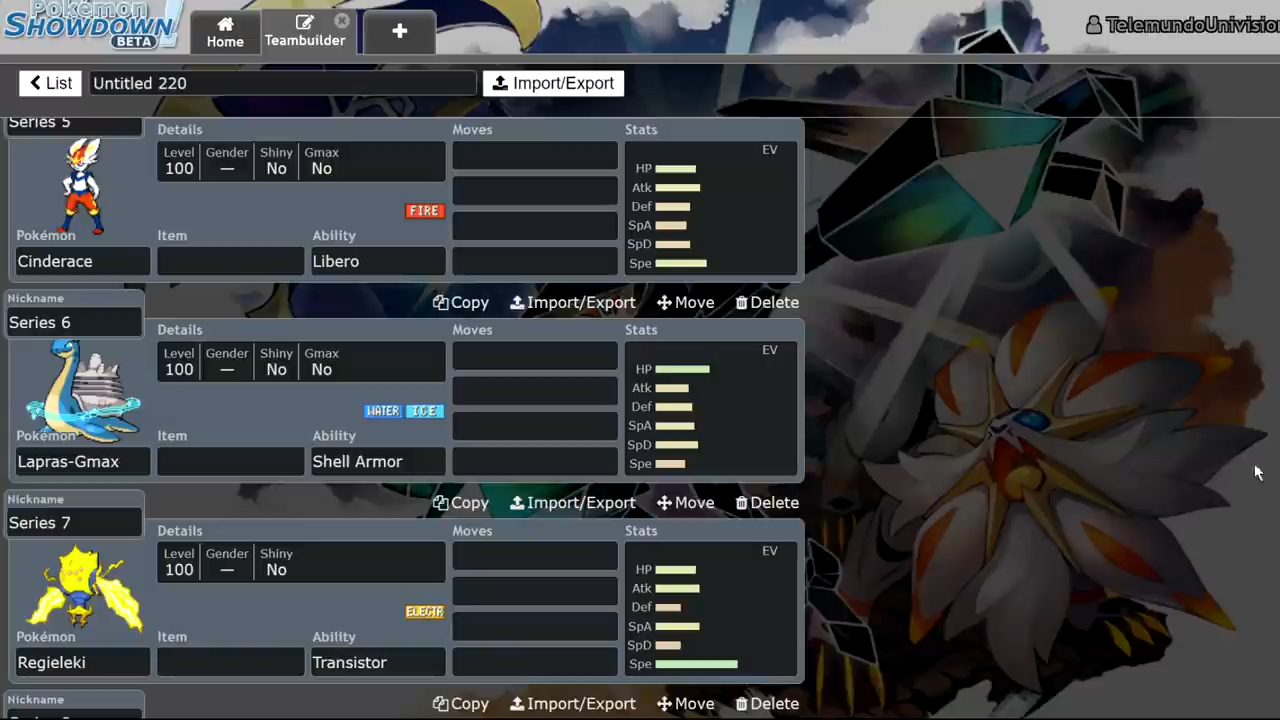 Pokémon
SHOWDOWN!
BETA
Home
Teambuilder
+
TelemundoUnivisio
List
Untitled 220
Import/Export
Series 5
Details
Moves
Stats
EV
Level
Gender
Shiny
Gmax
100
—
No
No
HP
Atk
Def
SpA
SpD
Spe
FIRE
Pokémon
Item
Ability
Cinderace
Libero
Copy
Import/Export
Move
Delete
Nickname
Series 6
Details
Moves
Stats
EV
Level
Gender
Shiny
Gmax
100
—
No
No
HP
Atk
Def
SpA
SpD
Spe
WATER
ICE
Pokémon
Item
Ability
Lapras-Gmax
Shell Armor
Copy
Import/Export
Move
Delete
Nickname
Series 7
Details
Moves
Stats
EV
Level
Gender
Shiny
100
—
No
HP
Atk
Def
SpA
SpD
Spe
ELECTR
Pokémon
Item
Ability
Regieleki
Transistor
Copy
Import/Export
Move
Delete
Nickname